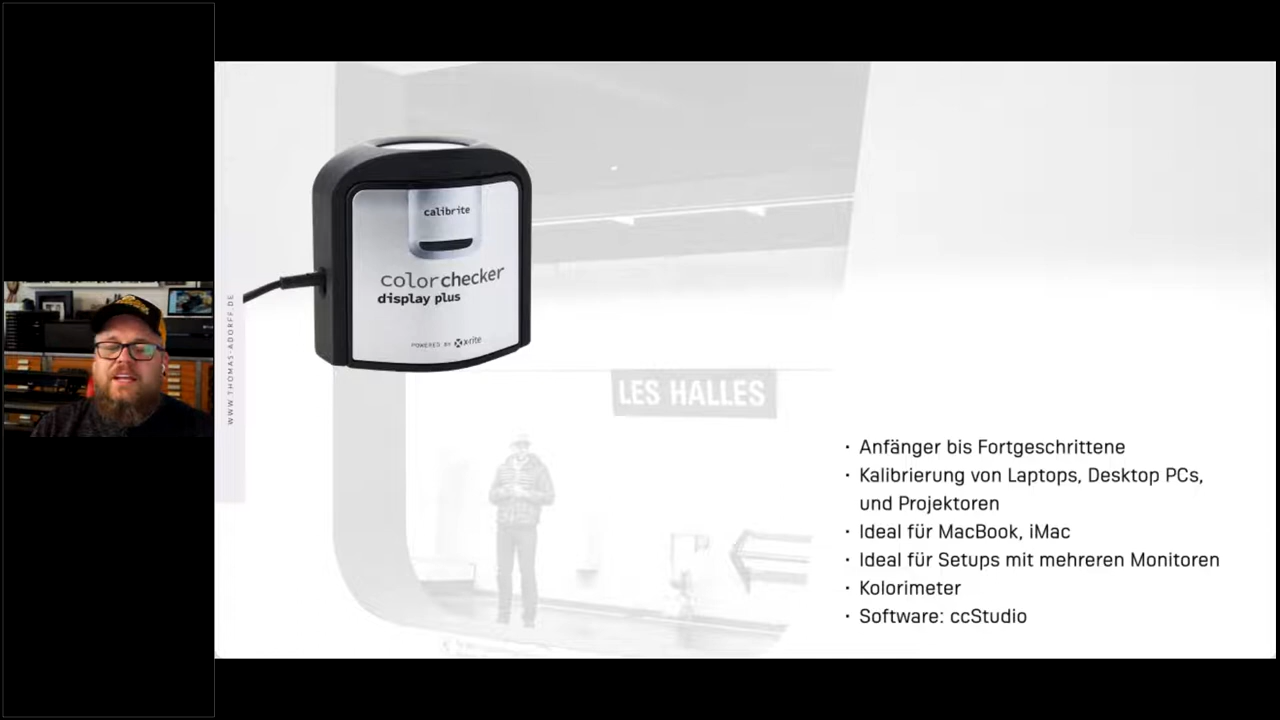 calibrite
colorchecker
display plus
POWERED BY x-rite
WWW.THOMAS-ADORFF.DE
LES HALLES
· Anfänger bis Fortgeschrittene
· Kalibrierung von Laptops, Desktop PCs,
und Projektoren
· Ideal für MacBook, iMac
· Ideal für Setups mit mehreren Monitoren
· Kolorimeter
· Software: ccStudio